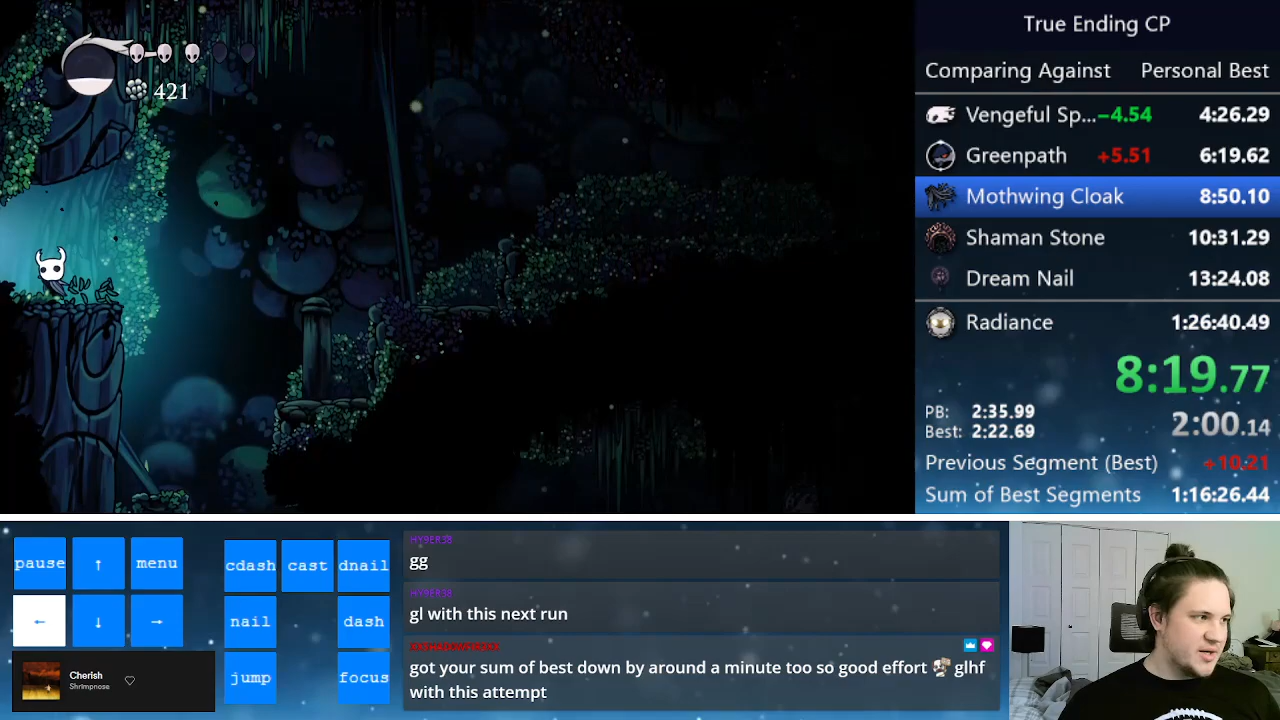 421
True Ending CP
Comparing Against Personal Best
Vengeful Sp... −4.54 4:26.29
Greenpath +5.51 6:19.62
Mothwing Cloak 8:50.10
Shaman Stone 10:31.29
Dream Nail 13:24.08
Radiance 1:26:40.49
8:19.77
PB: 2:35.99
Best: 2:22.69
2:00.14
Previous Segment (Best) +10.21
Sum of Best Segments 1:16:26.44
pause ↑ menu
← ↓ →
cdash cast dnail
nail dash
jump focus
Cherish
Shrimpnose
HY9ER38
gg
HY9ER38
gl with this next run
got your sum of best down by around a minute too so good effort glhf
with this attempt